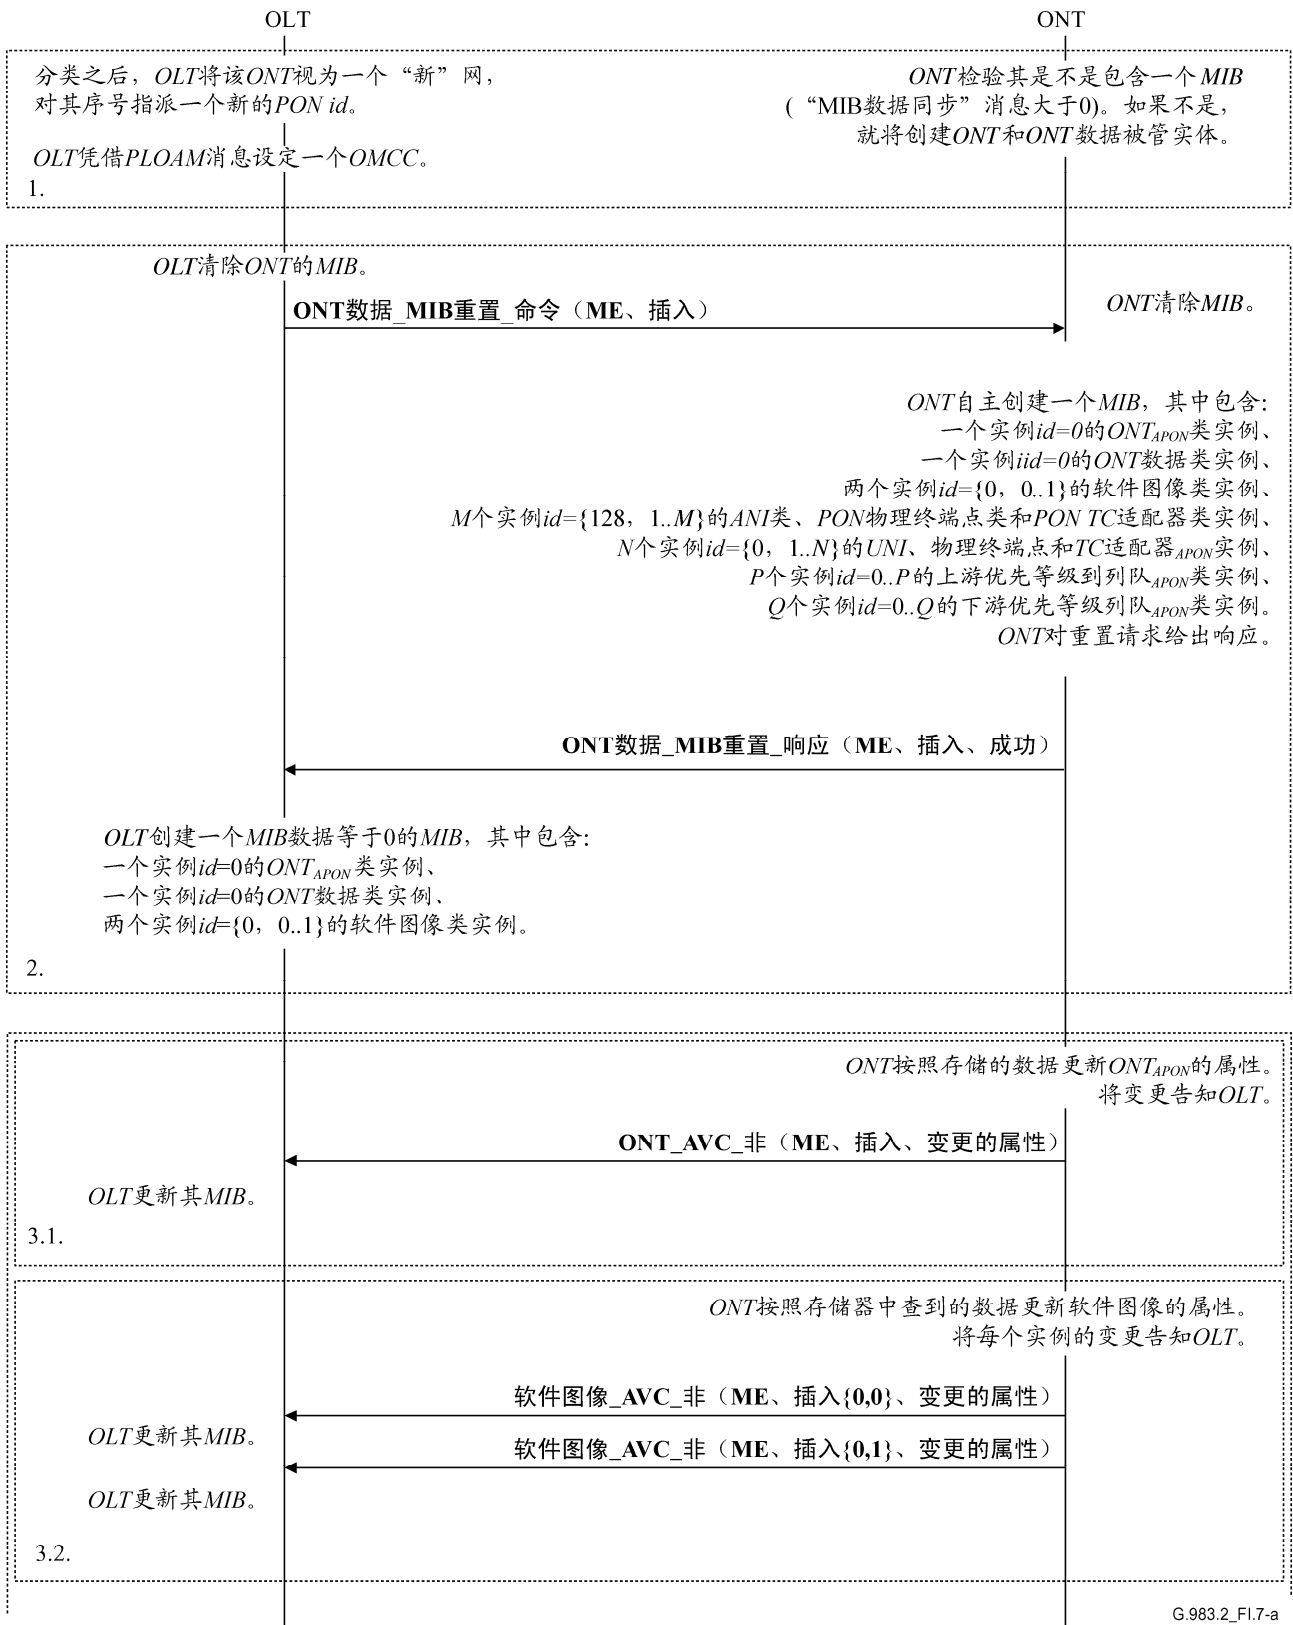 OLT
ONT
分类之后，OLT将该ONT视为一个“新”网，
对其序号指派一个新的PON id。
OLT凭借PLOAM消息设定一个OMCC。
1.
ONT检验其是不是包含一个MIB
(“MIB数据同步”消息大于0)。如果不是，
就将创建ONT和ONT数据被管实体。
OLT清除ONT的MIB。
ONT数据_MIB重置_命令（ME、插入）
ONT清除MIB。
ONT自主创建一个MIB，其中包含：
一个实例id=0的ONTAPON类实例、
一个实例iid=0的ONT数据类实例、
两个实例id={0，0..1}的软件图像类实例、
M个实例id={128，1..M}的ANI类、PON物理终端点类和PON TC适配器类实例、
N个实例id={0，1..N}的UNI、物理终端点和TC适配器APON实例、
P个实例id=0..P的上游优先等级到列队APON类实例、
Q个实例id=0..Q的下游优先等级列队APON类实例。
ONT对重置请求给出响应。
ONT数据_MIB重置_响应（ME、插入、成功）
OLT创建一个MIB数据等于0的MIB，其中包含：
一个实例id=0的ONTAPON类实例、
一个实例id=0的ONT数据类实例、
两个实例id={0，0..1}的软件图像类实例。
2.
ONT按照存储的数据更新ONTAPON的属性。
将变更告知OLT。
ONT_AVC_非（ME、插入、变更的属性）
OLT更新其MIB。
3.1.
ONT按照存储器中查到的数据更新软件图像的属性。
将每个实例的变更告知OLT。
软件图像_AVC_非（ME、插入{0,0}、变更的属性）
OLT更新其MIB。
软件图像_AVC_非（ME、插入{0,1}、变更的属性）
OLT更新其MIB。
3.2.
G.983.2_FI.7-a